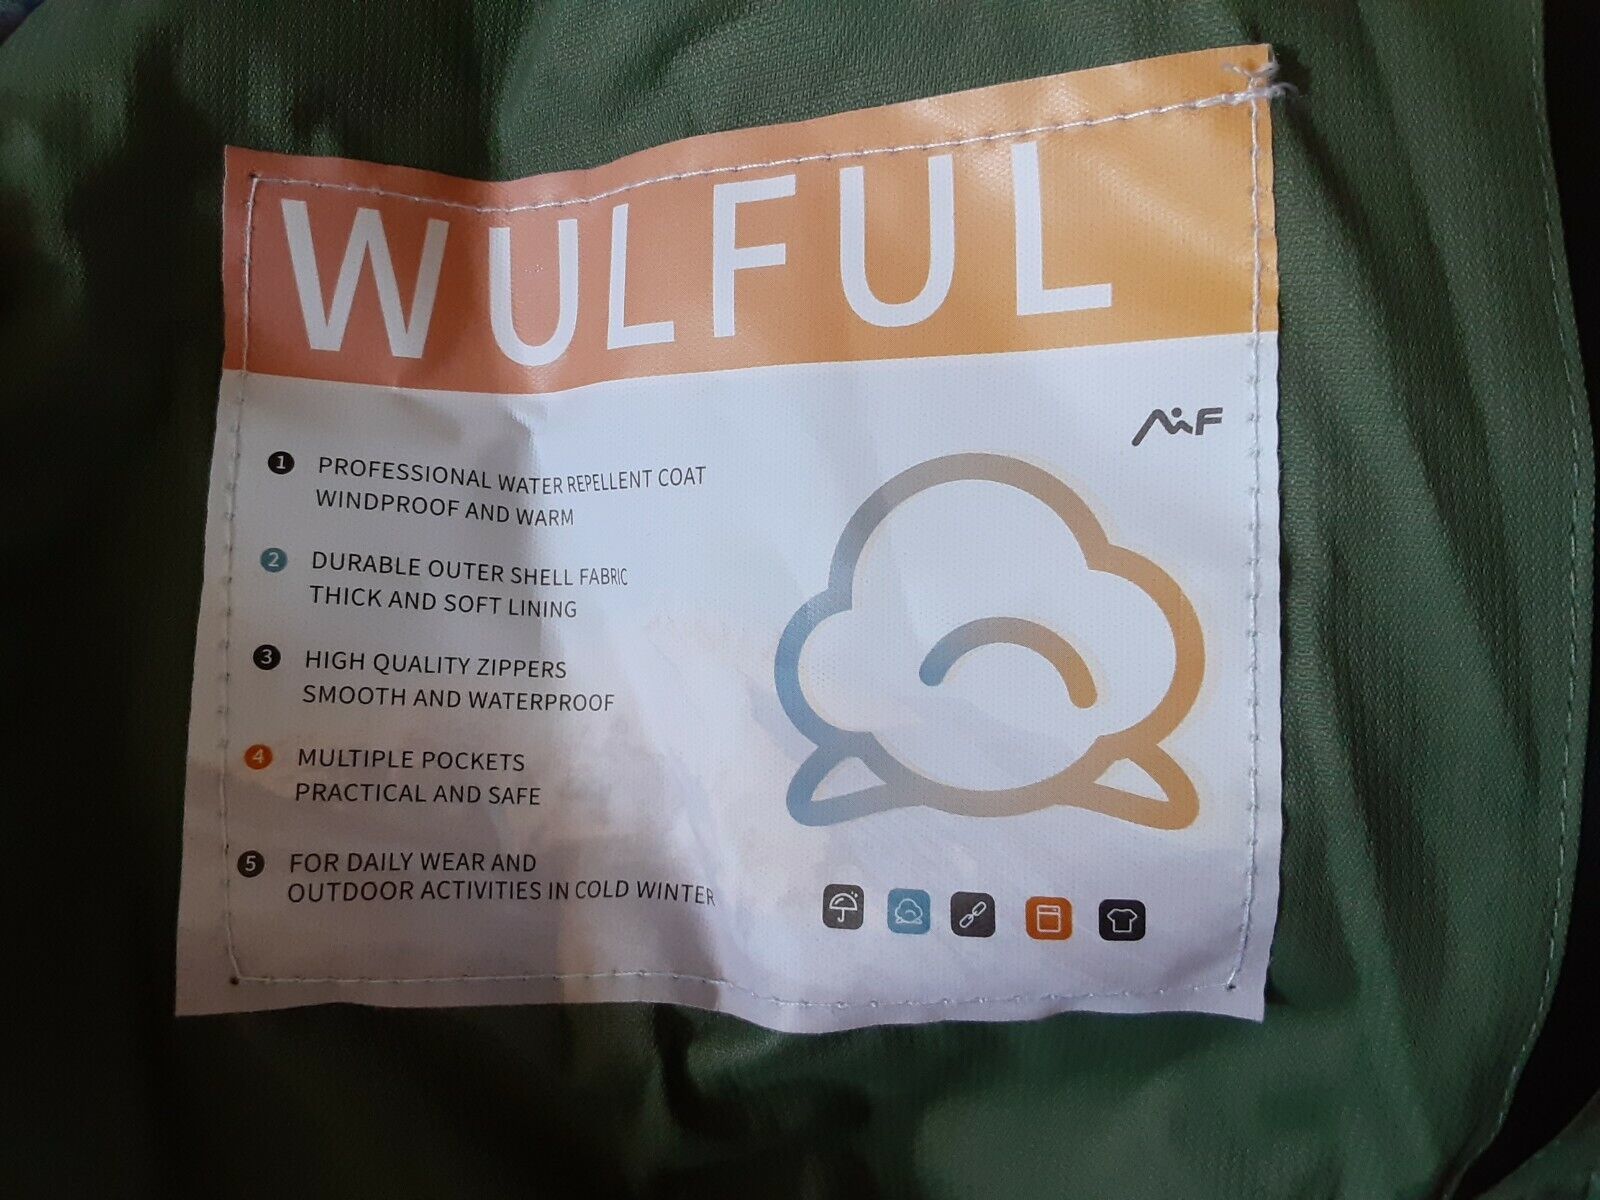 WULFUL
1 PROFESSIONAL WATER REPELLENT COAT
WINDPROOF AND WARM
2 DURABLE OUTER SHELL FABRIC
THICK AND SOFT LINING
3 HIGH QUALITY ZIPPERS
SMOOTH AND WATERPROOF
4 MULTIPLE POCKETS
PRACTICAL AND SAFE
5 FOR DAILY WEAR AND
OUTDOOR ACTIVITIES IN COLD WINTER